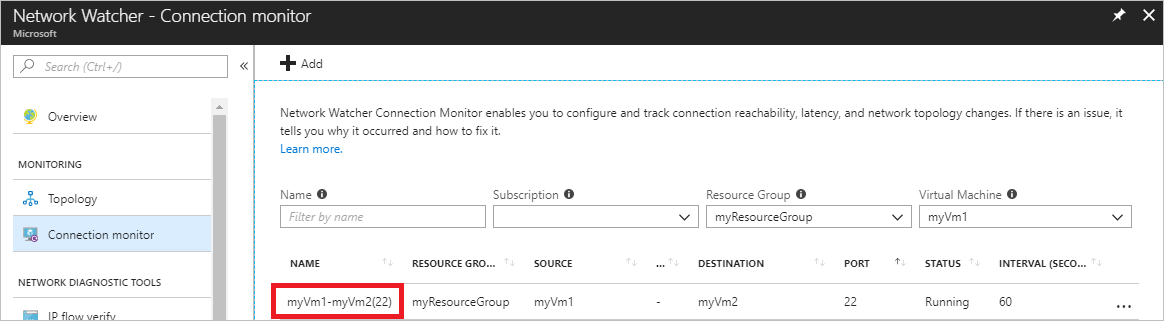 Network Watcher - Connection monitor
Microsoft
Search (Ctrl+/)
Overview
MONITORING
Topology
Connection monitor
NETWORK DIAGNOSTIC TOOLS
IP flow verify
Add
Network Watcher Connection Monitor enables you to configure and track connection reachability, latency, and network topology changes. If there is an issue, it
tells you why it occurred and how to fix it.
Learn more.
Name Subscription Resource Group Virtual Machine
Filter by name myResourceGroup myVm1
NAME RESOURCE GRO... SOURCE ... DESTINATION PORT STATUS INTERVAL (SECO...
myVm1-myVm2(22) myResourceGroup myVm1 - myVm2 22 Running 60 ...